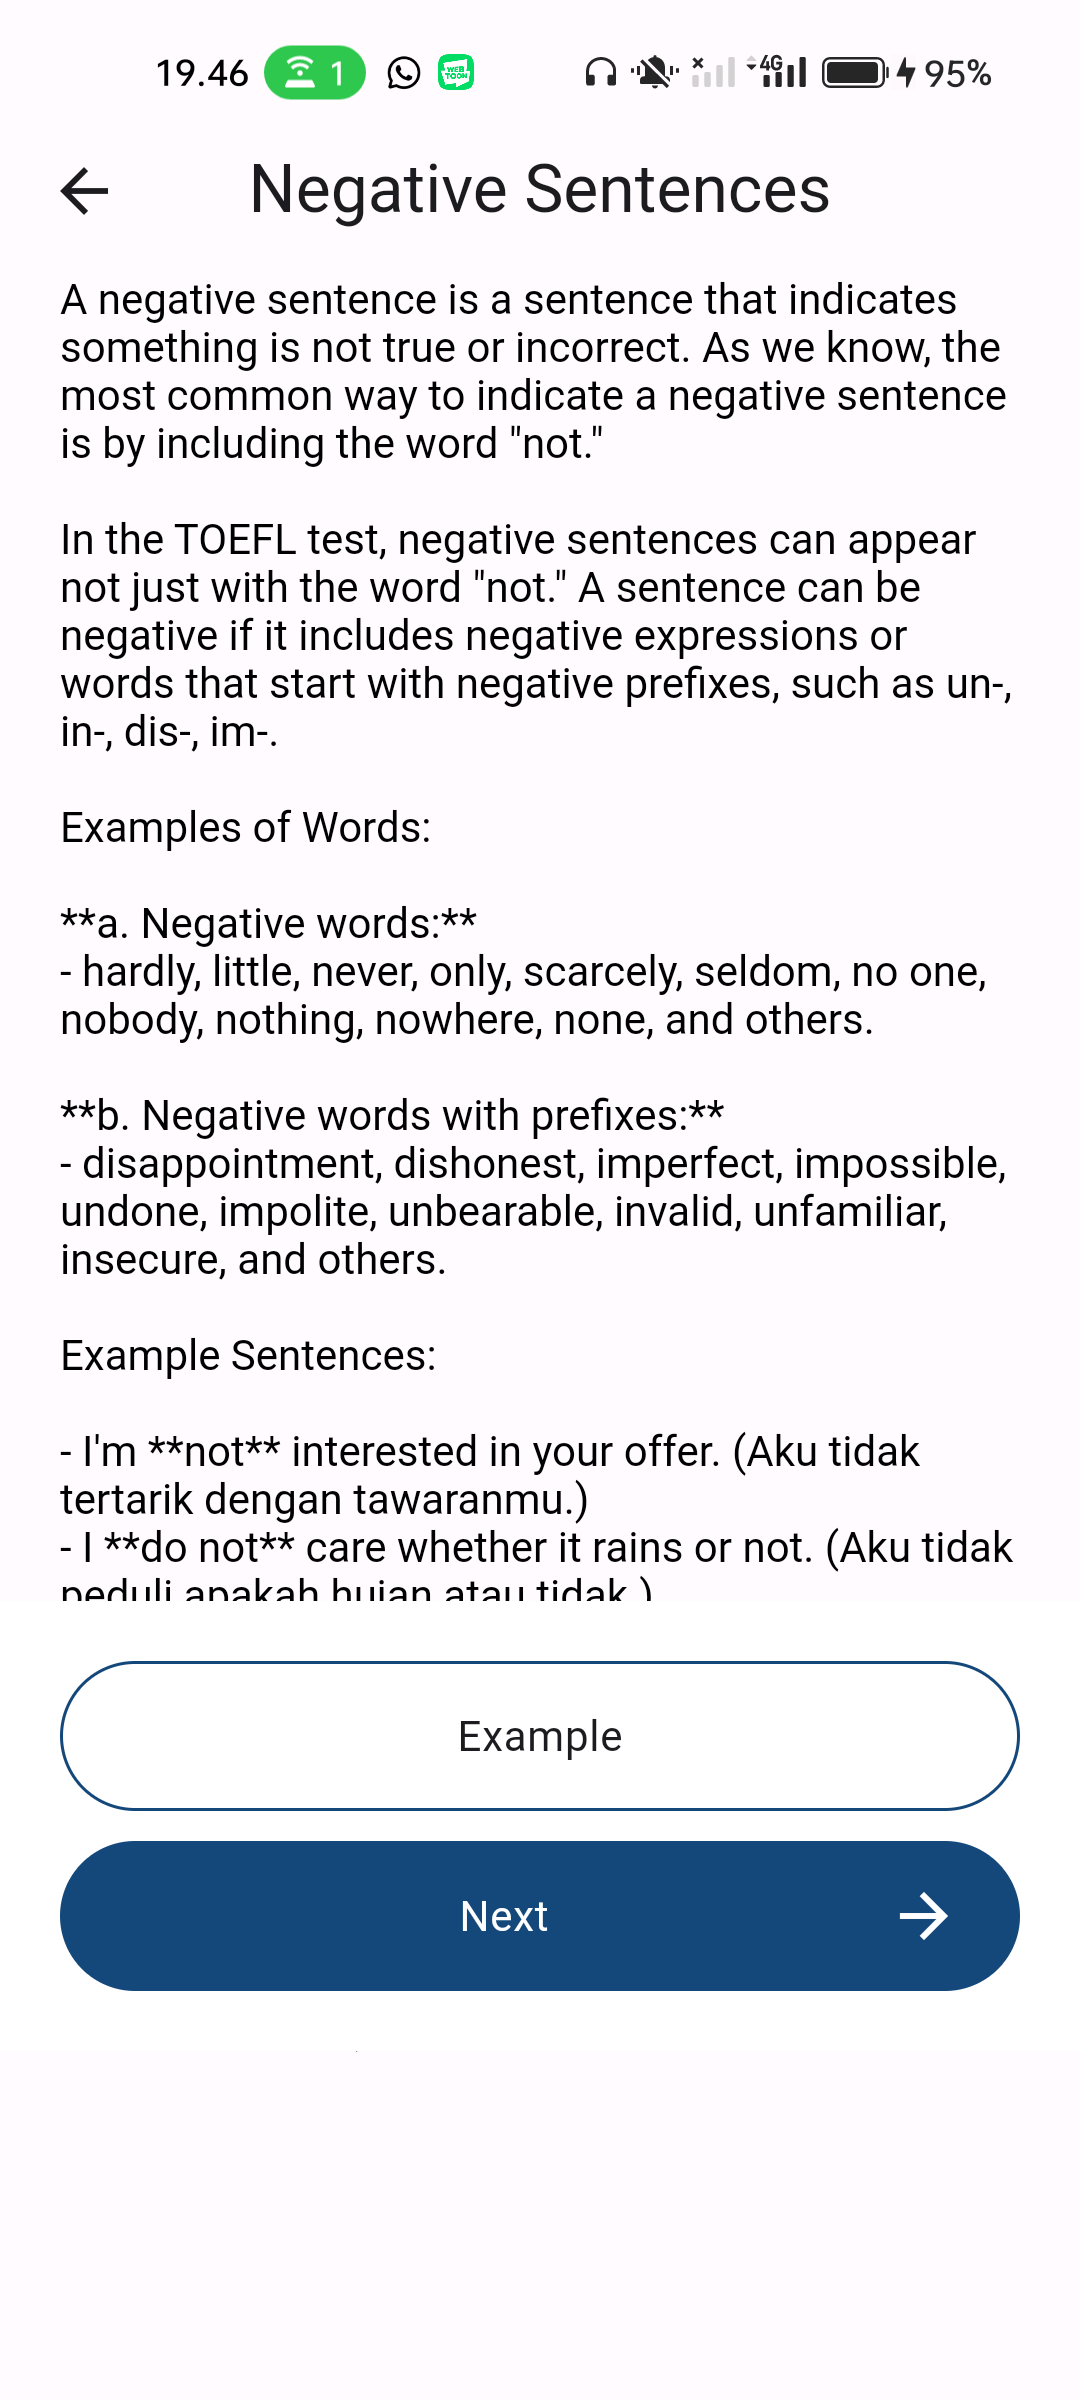 19.46 1 WEB TOON 4G 95%
Negative Sentences
A negative sentence is a sentence that indicates
something is not true or incorrect. As we know, the
most common way to indicate a negative sentence
is by including the word "not."
In the TOEFL test, negative sentences can appear
not just with the word "not." A sentence can be
negative if it includes negative expressions or
words that start with negative prefixes, such as un-,
in-, dis-, im-.
Examples of Words:
**a. Negative words:**
- hardly, little, never, only, scarcely, seldom, no one,
nobody, nothing, nowhere, none, and others.
**b. Negative words with prefixes:**
- disappointment, dishonest, imperfect, impossible,
undone, impolite, unbearable, invalid, unfamiliar,
insecure, and others.
Example Sentences:
- I'm **not** interested in your offer. (Aku tidak
tertarik dengan tawaranmu.)
- I **do not** care whether it rains or not. (Aku tidak
peduli apakah hujan atau tidak.)
Example
Next